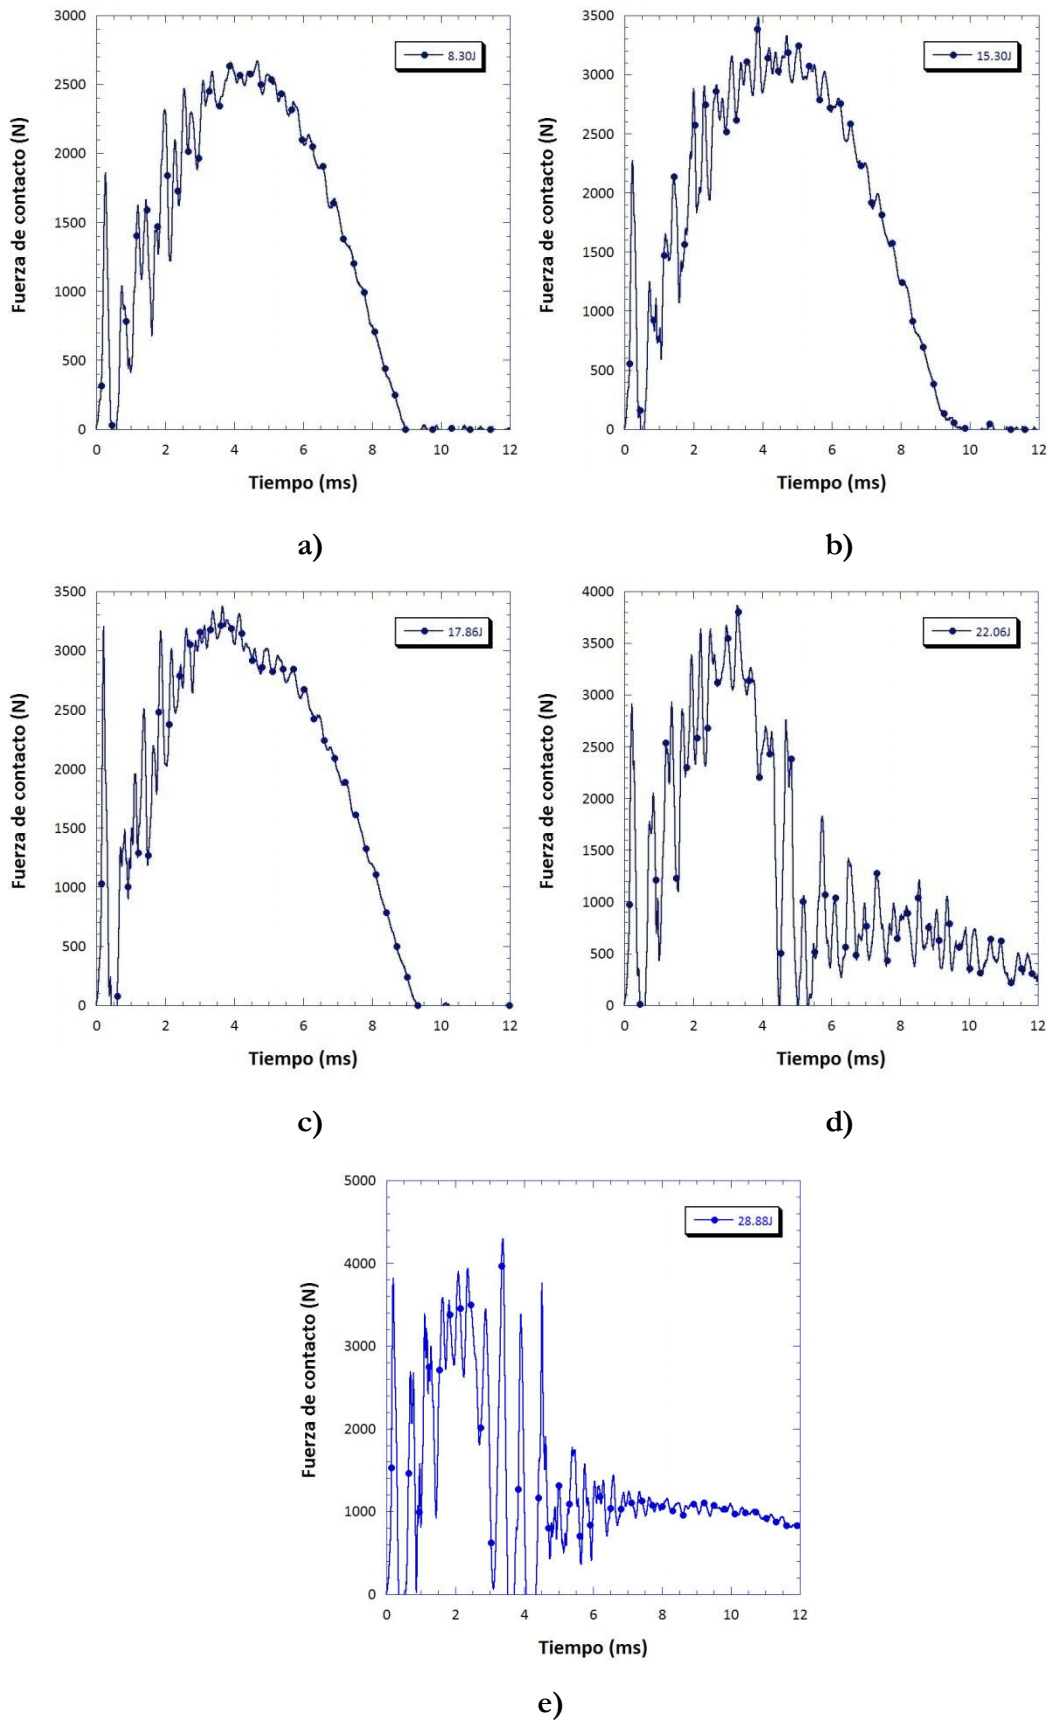 3000
2500
2000
1500
1000
500
0
Fuerza de contacto (N)
8.30J
0 2 4 6 8 10 12
Tiempo (ms)
a)
3500
3000
2500
2000
1500
1000
500
0
Fuerza de contacto (N)
15.30J
0 2 4 6 8 10 12
Tiempo (ms)
b)
3500
3000
2500
2000
1500
1000
500
0
Fuerza de contacto (N)
17.86J
0 2 4 6 8 10 12
Tiempo (ms)
c)
4000
3500
3000
2500
2000
1500
1000
500
0
Fuerza de contacto (N)
22.06J
0 2 4 6 8 10 12
Tiempo (ms)
d)
5000
4000
3000
2000
1000
0
Fuerza de contacto (N)
28.88J
0 2 4 6 8 10 12
Tiempo (ms)
e)